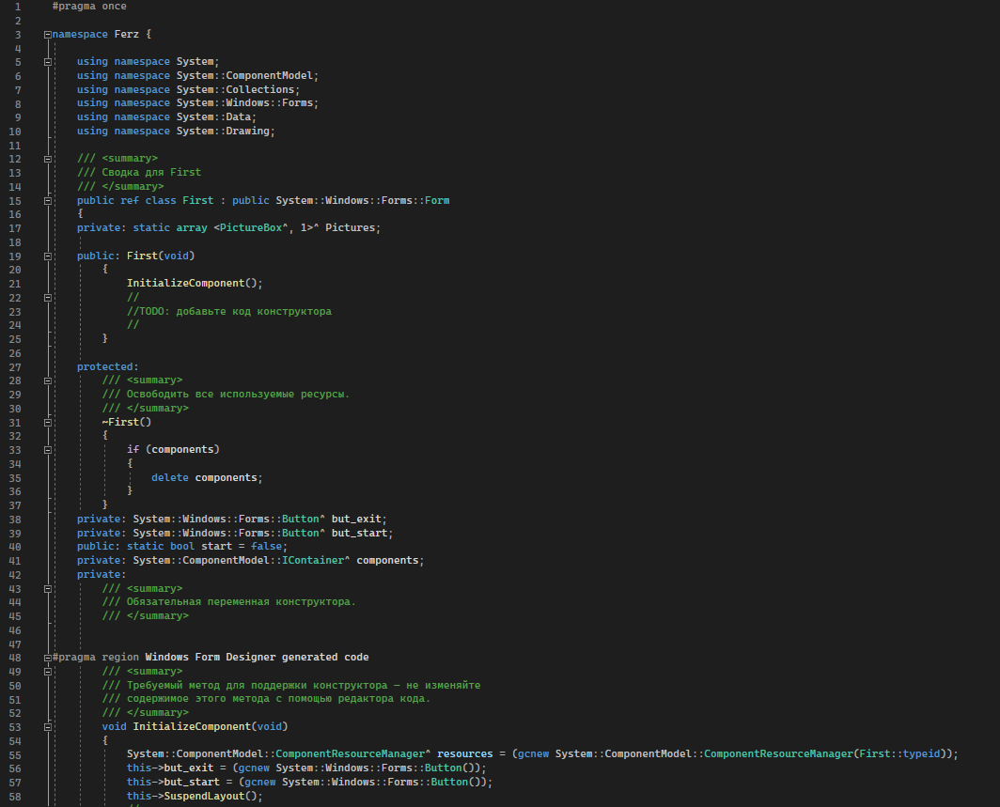 1 #pragma once
2
3 namespace Ferz {
4
5 using namespace System;
6 using namespace System::ComponentModel;
7 using namespace System::Collections;
8 using namespace System::Windows::Forms;
9 using namespace System::Data;
10 using namespace System::Drawing;
11
12 /// <summary>
13 /// Сводка для First
14 /// </summary>
15 public ref class First : public System::Windows::Forms::Form
16 {
17 private: static array <PictureBox^, 1>^ Pictures;
18
19 public: First(void)
20 {
21 InitializeComponent();
22 //
23 //TODO: добавьте код конструктора
24 //
25 }
26
27 protected:
28 /// <summary>
29 /// Освободить все используемые ресурсы.
30 /// </summary>
31 ~First()
32 {
33 if (components)
34 {
35 delete components;
36 }
37 }
38 private: System::Windows::Forms::Button^ but_exit;
39 private: System::Windows::Forms::Button^ but_start;
40 public: static bool start = false;
41 private: System::ComponentModel::IContainer^ components;
42 private:
43 /// <summary>
44 /// Обязательная переменная конструктора.
45 /// </summary>
46
47
48 #pragma region Windows Form Designer generated code
49 /// <summary>
50 /// Требуемый метод для поддержки конструктора — не изменяйте
51 /// содержимое этого метода с помощью редактора кода.
52 /// </summary>
53 void InitializeComponent(void)
54 {
55 System::ComponentModel::ComponentResourceManager^ resources = (gcnew System::ComponentModel::ComponentResourceManager(First::typeid));
56 this->but_exit = (gcnew System::Windows::Forms::Button());
57 this->but_start = (gcnew System::Windows::Forms::Button());
58 this->SuspendLayout();